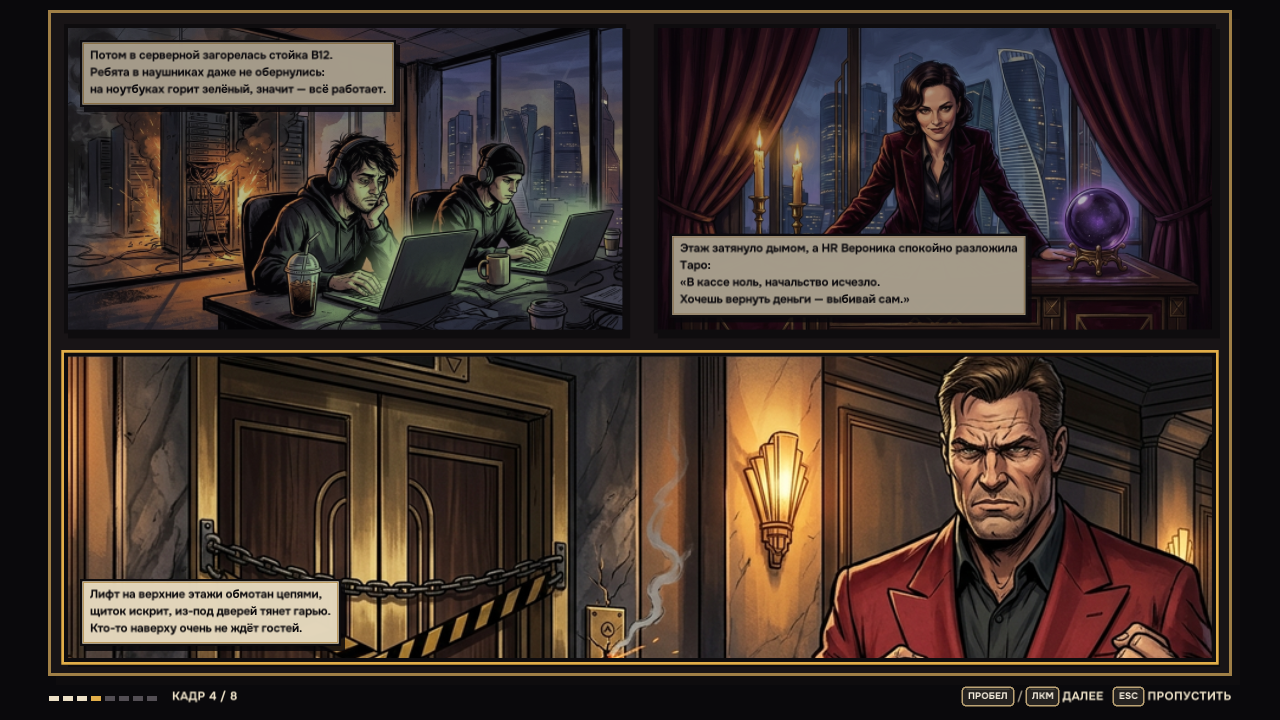 Потом в серверной загорелась стойка B12.
Ребята в наушниках даже не обернулись:
на ноутбуках горит зелёный, значит — всё работает.
Этаж затянуло дымом, а HR Вероника спокойно разложила
Таро:
«В кассе ноль, начальство исчезло.
Хочешь вернуть деньги — выбивай сам.»
Лифт на верхние этажи обмотан цепями,
щиток искрит, из-под дверей тянет гарью.
Кто-то наверху очень не ждёт гостей.
КАДР 4 / 8
ПРОБЕЛ / ЛКМ ДАЛЕЕ ESC ПРОПУСТИТЬ